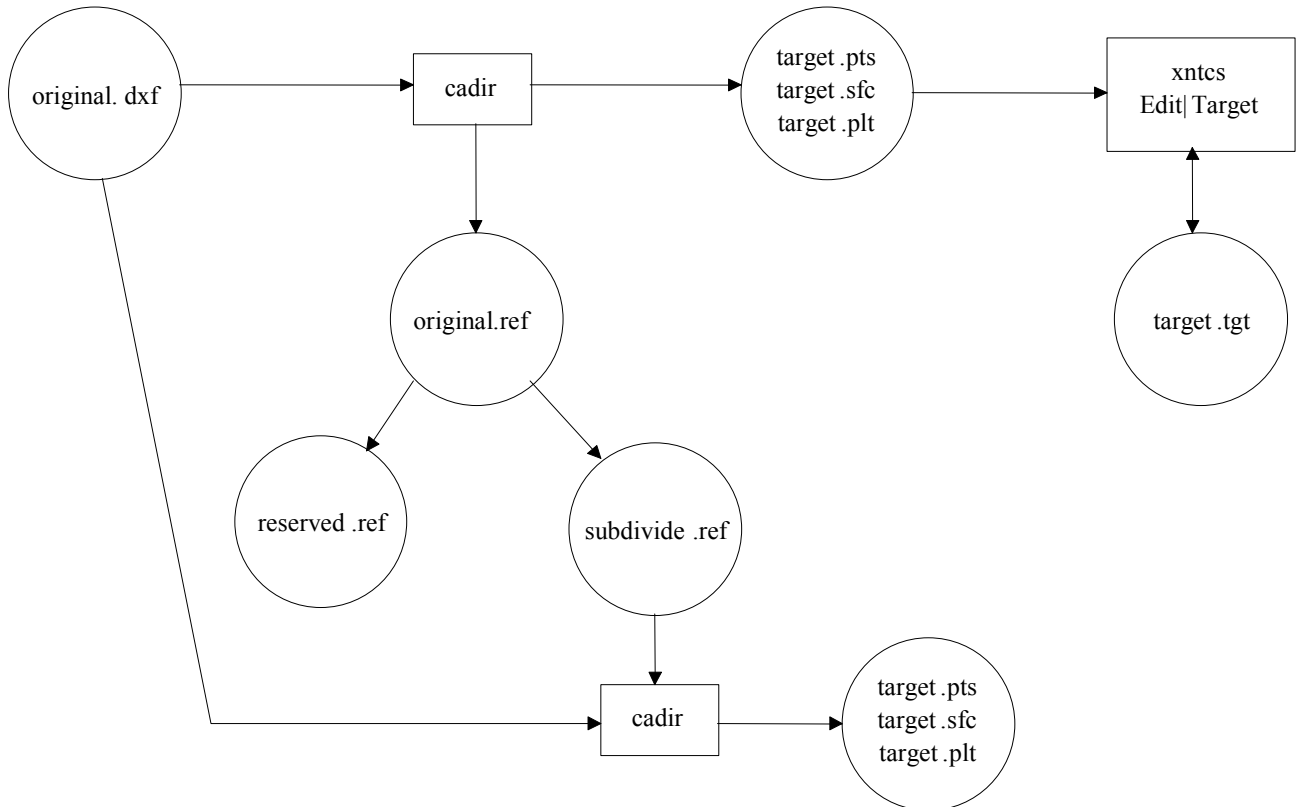 original. dxf
cadir
target .pts
target .sfc
target .plt
xntcs
Edit| Target
original.ref
target .tgt
reserved .ref
subdivide .ref
cadir
target .pts
target .sfc
target .plt